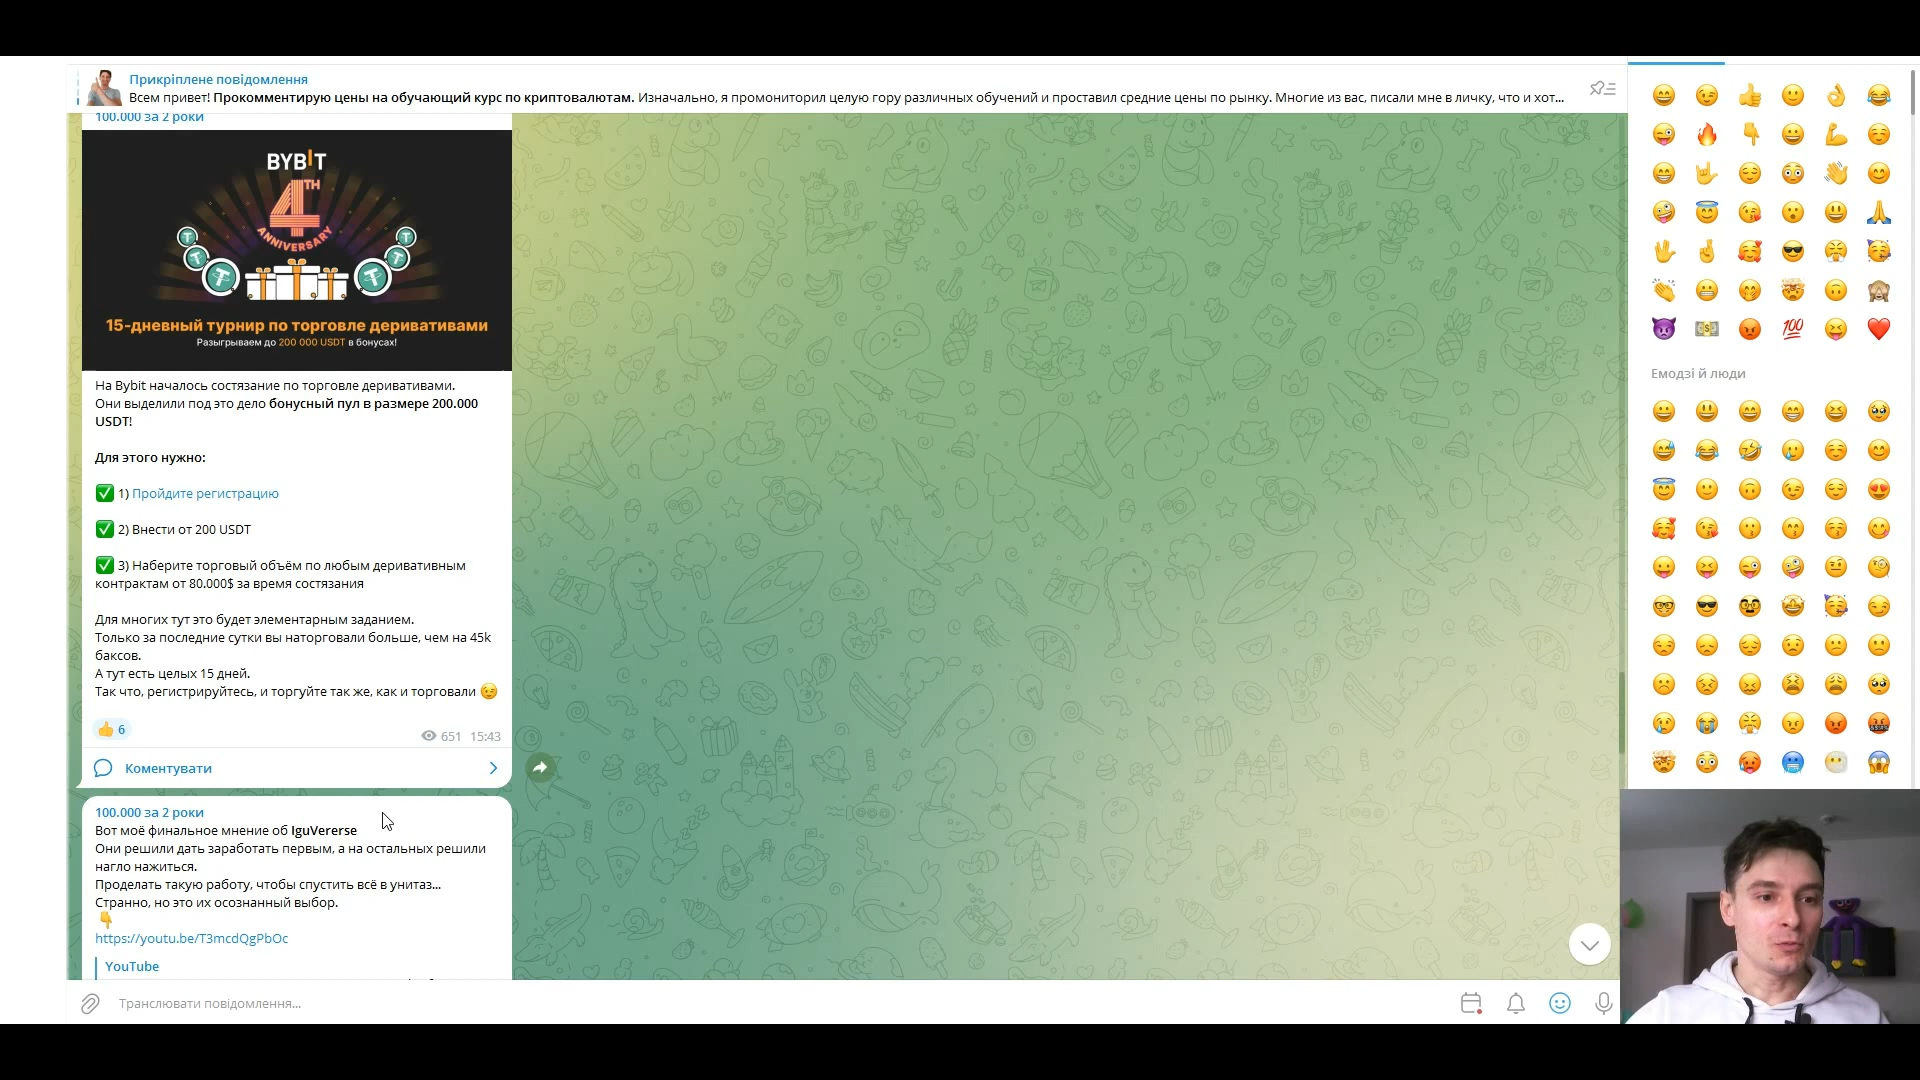 Прикріплене повідомлення
Всем привет! Прокомментирую цены на обучающий курс по криптовалютам. Изначально, я промониторил целую гору различных обучений и проставил средние цены по рынку. Многие из вас, писали мне в личку, что и хот...
100.000 за 2 роки
BYBIT
4TH
ANNIVERSARY
15-дневный турнир по торговле деривативами
Разыгрываем до 200 000 USDT в бонусах!
На Bybit началось состязание по торговле деривативами.
Они выделили под это дело бонусный пул в размере 200.000
USDT!
Для этого нужно:
✅ 1) Пройдите регистрацию
✅ 2) Внести от 200 USDT
✅ 3) Наберите торговый объём по любым деривативным
контрактам от 80.000$ за время состязания
Для многих тут это будет элементарным заданием.
Только за последние сутки вы наторговали больше, чем на 45k
баксов.
А тут есть целых 15 дней.
Так что, регистрируйтесь, и торгуйте так же, как и торговали 😉
👍 6
651 15:43
Коментувати
100.000 за 2 роки
Вот моё финальное мнение об IguVererse
Они решили дать заработать первым, а на остальных решили
нагло нажиться.
Проделать такую работу, чтобы спустить всё в унитаз...
Странно, но это их осознанный выбор.
👇
https://youtu.be/T3mcdQgPbOc
YouTube
Транслювати повідомлення...
Емодзі й люди